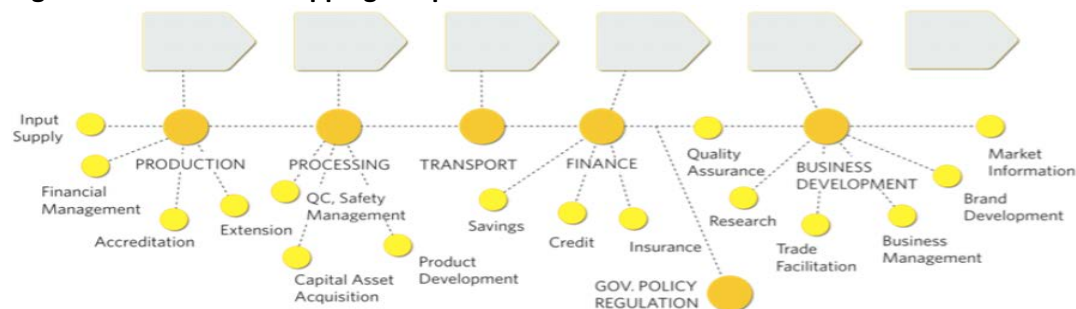 Input
Supply
PRODUCTION
Financial
Management
Accreditation
Extension
PROCESSING
QC, Safety
Management
Capital Asset
Acquisition
Product
Development
TRANSPORT
FINANCE
Savings
Credit
Insurance
GOV. POLICY
REGULATION
Quality
Assurance
BUSINESS
DEVELOPMENT
Research
Trade
Facilitation
Business
Management
Brand
Development
Market
Information